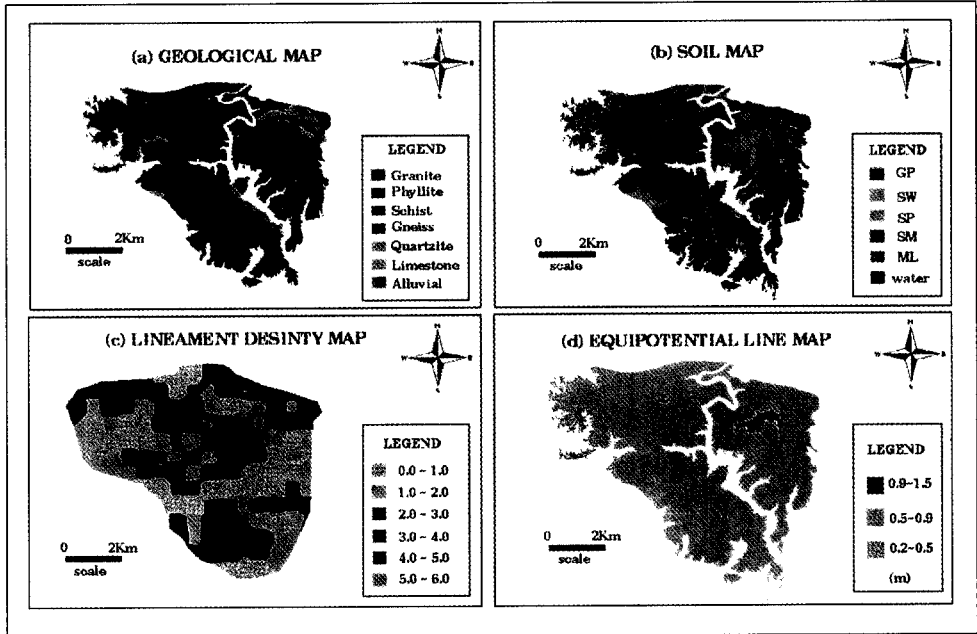 (a) GEOLOGICAL MAP
N
W E
S
LEGEND
Granite
Phyllite
Schist
Gneiss
Quartzite
Limestone
Alluvial
0 2Km
scale
(b) SOIL MAP
N
W E
S
LEGEND
GP
SW
SP
SM
ML
water
0 2Km
scale
(c) LINEAMENT DESINTY MAP
N
W E
S
LEGEND
0.0 ~ 1.0
1.0 ~ 2.0
2.0 ~ 3.0
3.0 ~ 4.0
4.0 ~ 5.0
5.0 ~ 6.0
0 2Km
scale
(d) EQUIPOTENTIAL LINE MAP
N
W E
S
LEGEND
0.9~1.5
0.5~0.9
0.2~0.5
(m)
0 2Km
scale